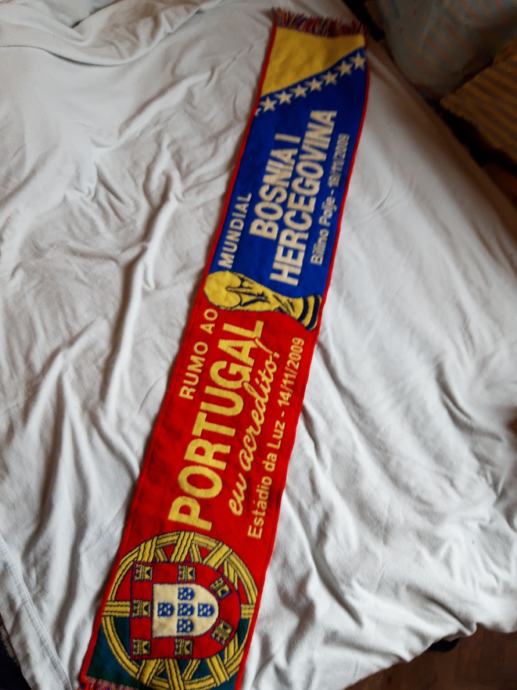 RUMO AO MUNDIAL
PORTUGAL
eu acredito!
Estádio da Luz - 14/11/2009
BOSNIA I
HERCEGOVINA
Bilino Polje - 18/11/2009